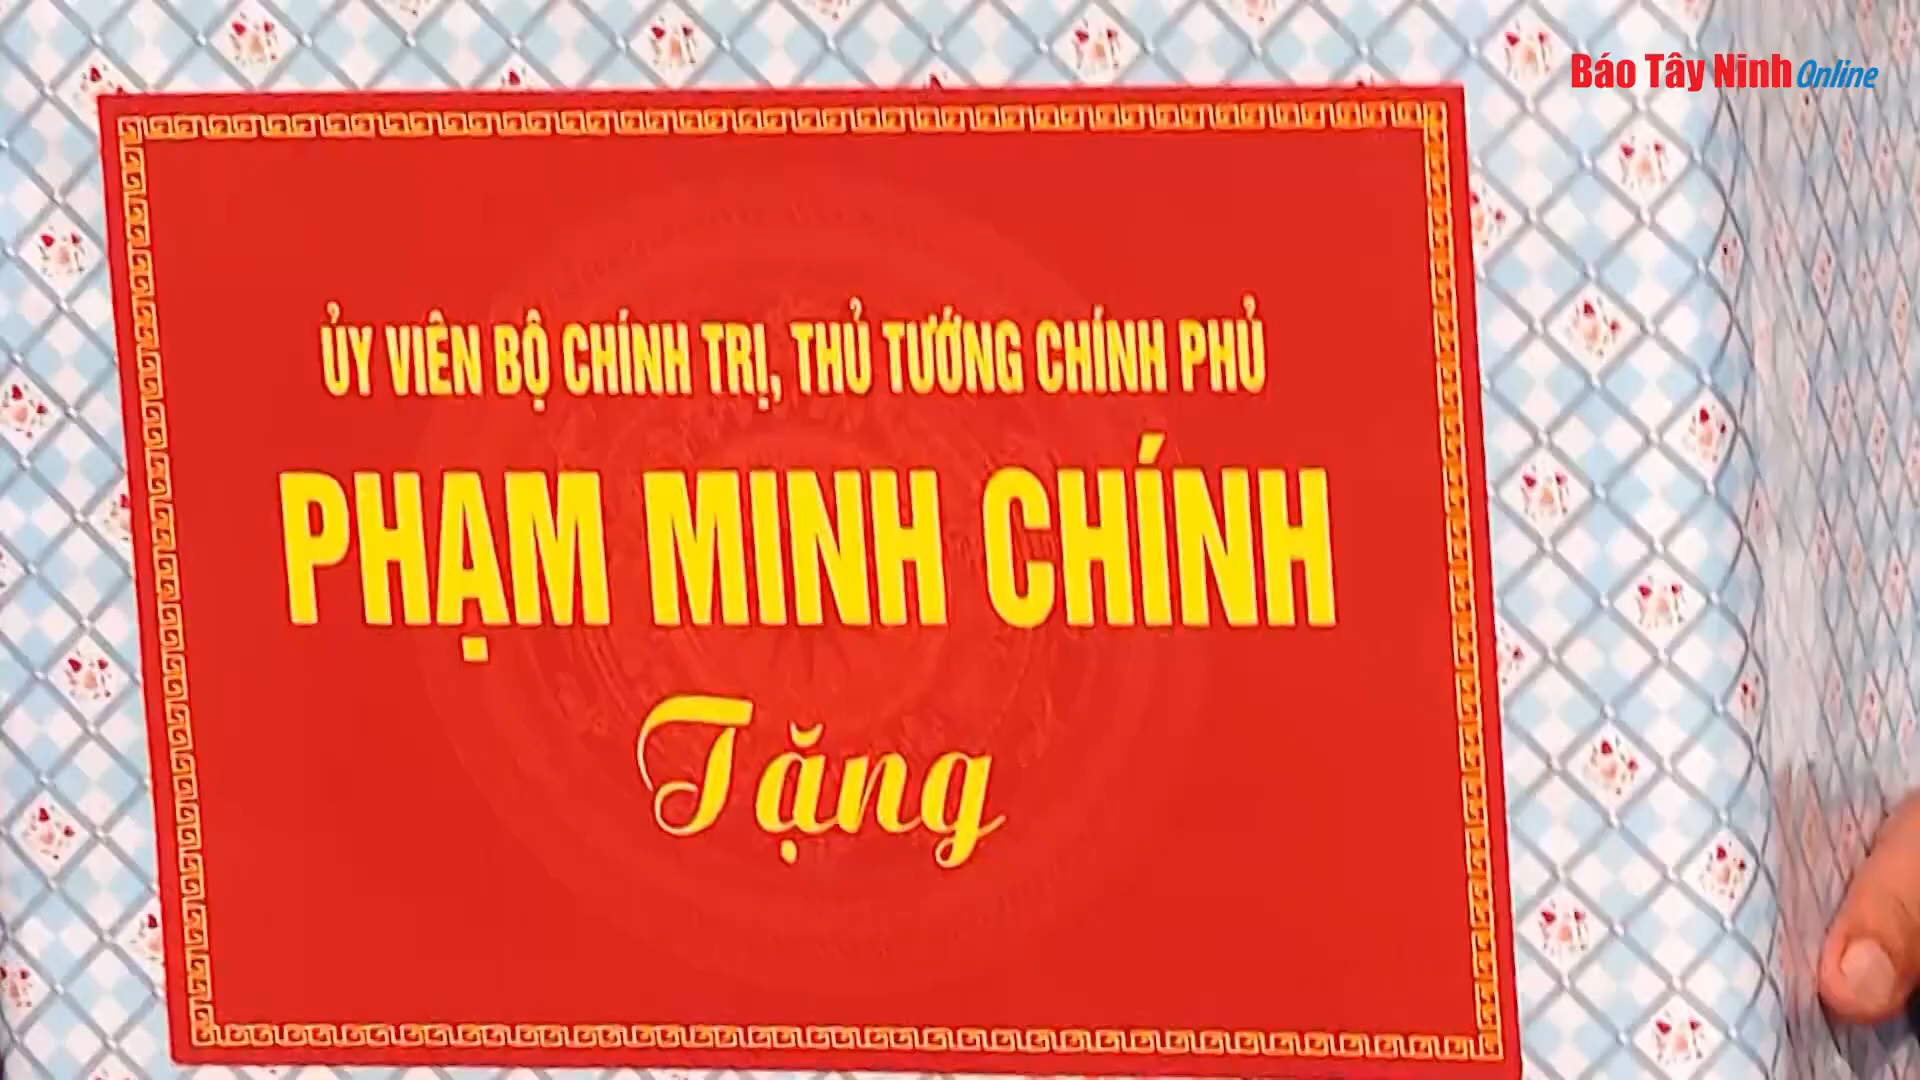 Báo Tây Ninh Online
ỦY VIÊN BỘ CHÍNH TRỊ, THỦ TƯỚNG CHÍNH PHỦ
PHẠM MINH CHÍNH
Tặng